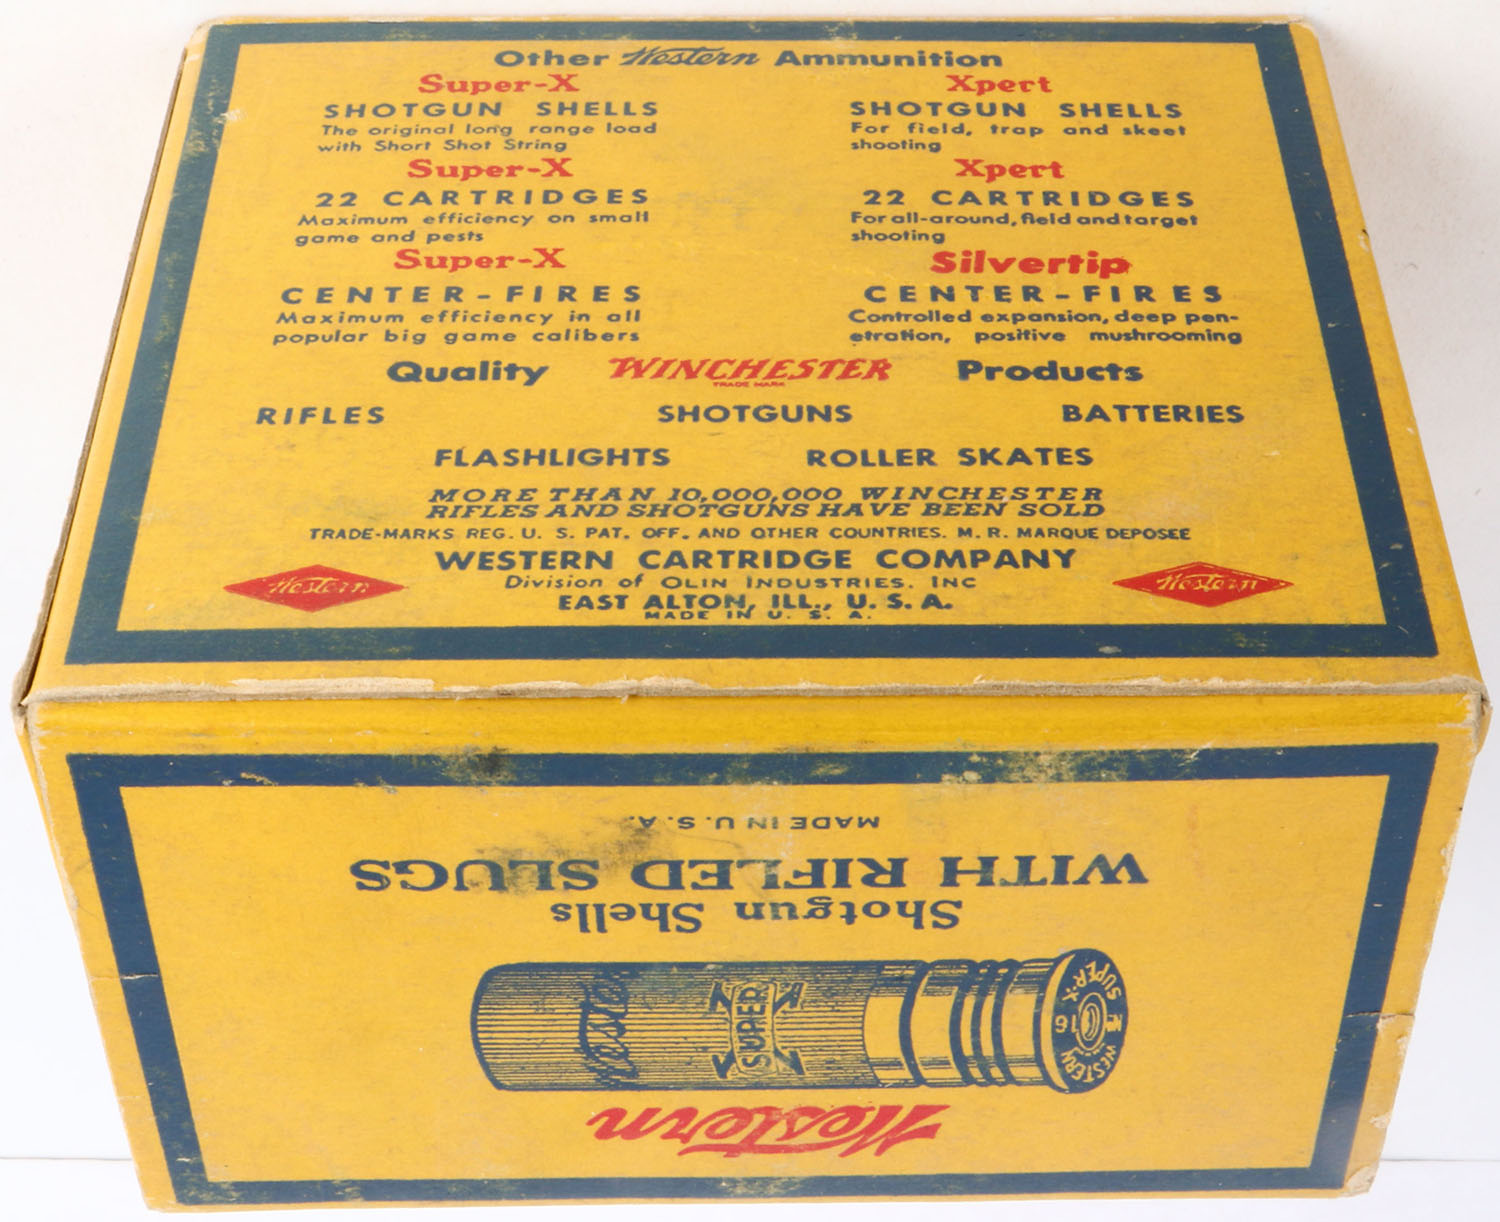 Other Western Ammunition
Super-X
SHOTGUN SHELLS
The original long range load
with Short Shot String
Super-X
22 CARTRIDGES
Maximum efficiency on small
game and pests
Super-X
CENTER-FIRES
Maximum efficiency in all
popular big game calibers
Xpert
SHOTGUN SHELLS
For field, trap and skeet
shooting
Xpert
22 CARTRIDGES
For all-around, field and target
shooting
Silvertip
CENTER-FIRES
Controlled expansion, deep pen-
etration, positive mushrooming
Quality WINCHESTER Products
TRADE MARK
RIFLES SHOTGUNS BATTERIES
FLASHLIGHTS ROLLER SKATES
MORE THAN 10,000,000 WINCHESTER
RIFLES AND SHOTGUNS HAVE BEEN SOLD
TRADE-MARKS REG. U. S. PAT. OFF. AND OTHER COUNTRIES. M. R. MARQUE DEPOSEE
WESTERN CARTRIDGE COMPANY
Division of OLIN INDUSTRIES, INC
EAST ALTON, ILL., U. S. A.
MADE IN U. S. A.
Western
Western
Western
Western
SUPER X
WESTERN
16
SUPER-X
Shotgun Shells
WITH RIFLED SLUGS
MADE IN U. S. A.